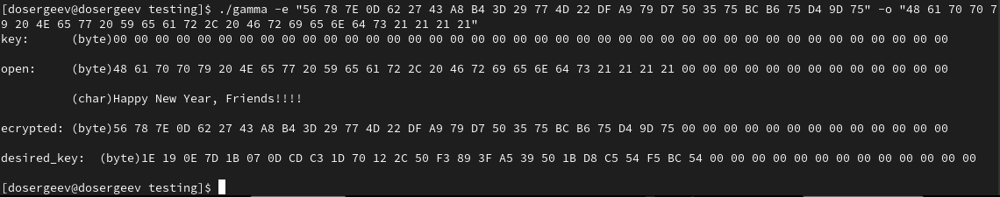 [dosergeev@dosergeev testing]$ ./gamma -e "56 78 7E 0D 62 27 43 A8 B4 3D 29 77 4D 22 DF A9 79 D7 50 35 75 BC B6 75 D4 9D 75" -o "48 61 70 70 7
9 20 4E 65 77 20 59 65 61 72 2C 20 46 72 69 65 6E 64 73 21 21 21 21"
key:      (byte)00 00 00 00 00 00 00 00 00 00 00 00 00 00 00 00 00 00 00 00 00 00 00 00 00 00 00 00 00 00 00 00 00 00 00 00 00 00 00 00
open:     (byte)48 61 70 70 79 20 4E 65 77 20 59 65 61 72 2C 20 46 72 69 65 6E 64 73 21 21 21 21 00 00 00 00 00 00 00 00 00 00 00 00 00
(char)Happy New Year, Friends!!!!
ecrypted: (byte)56 78 7E 0D 62 27 43 A8 B4 3D 29 77 4D 22 DF A9 79 D7 50 35 75 BC B6 75 D4 9D 75 00 00 00 00 00 00 00 00 00 00 00 00 00
desired_key:  (byte)1E 19 0E 7D 1B 07 0D CD C3 1D 70 12 2C 50 F3 89 3F A5 39 50 1B D8 C5 54 F5 BC 54 00 00 00 00 00 00 00 00 00 00 00 00 00
[dosergeev@dosergeev testing]$